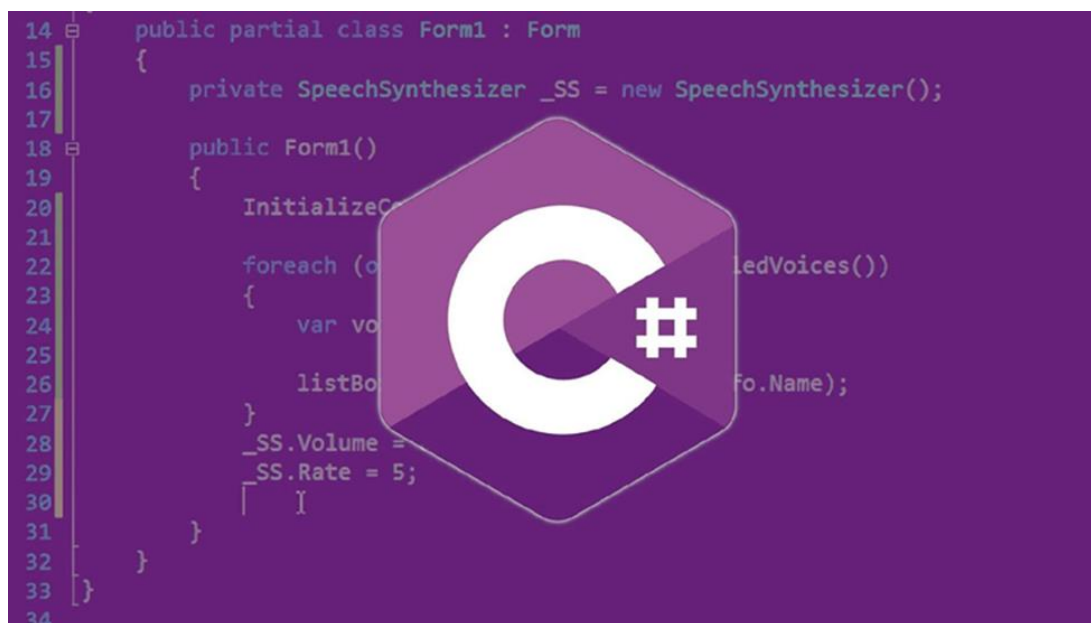 14 public partial class Form1 : Form
15 {
16 private SpeechSynthesizer _SS = new SpeechSynthesizer();
17
18 public Form1()
19 {
20 InitializeC
21
22 foreach (o ledVoices())
23 {
24 var vo
25
26 listBo fo.Name);
27 }
28 _SS.Volume =
29 _SS.Rate = 5;
30
31 }
32 }
33 }
34
C#